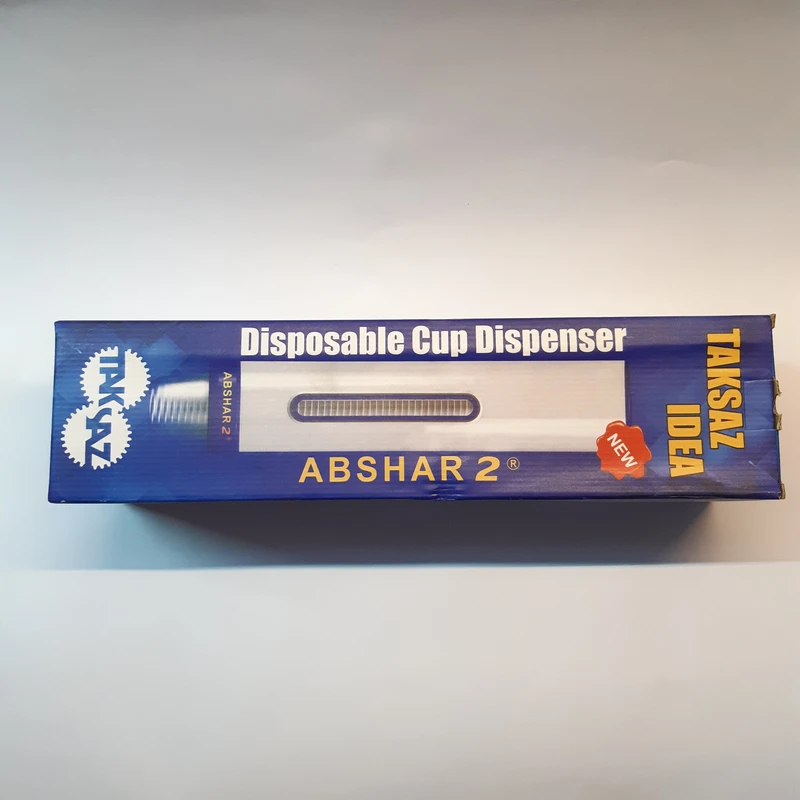 Disposable Cup Dispenser
TAKSAZ
ABSHAR 2
ABSHAR 2®
NEW
TAKSAZ
IDEA